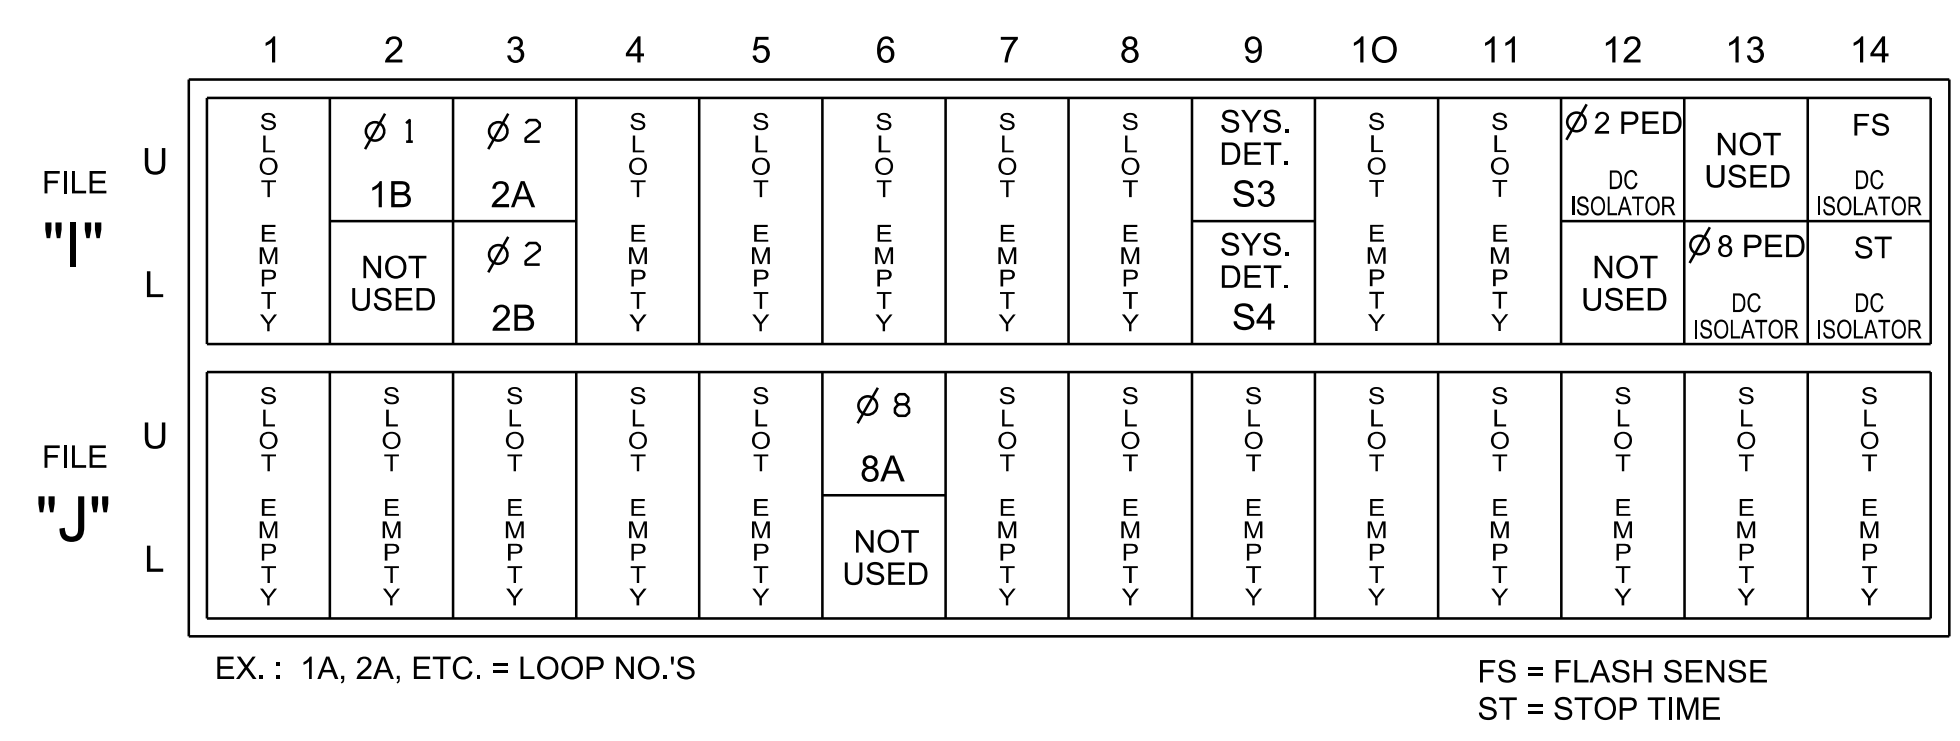 1 2 3 4 5 6 7 8 9 10 11 12 13 14
FILE
"I"
U
L
SLOT EMPTY
Ø 1
1B
NOT
USED
Ø 2
2A
Ø 2
2B
SLOT EMPTY
SLOT EMPTY
SLOT EMPTY
SLOT EMPTY
SLOT EMPTY
SYS.
DET.
S3
SYS.
DET.
S4
SLOT EMPTY
SLOT EMPTY
Ø 2 PED
DC
ISOLATOR
NOT
USED
NOT
USED
Ø 8 PED
DC
ISOLATOR
FS
DC
ISOLATOR
ST
DC
ISOLATOR
FILE
"J"
U
L
SLOT EMPTY
SLOT EMPTY
SLOT EMPTY
SLOT EMPTY
SLOT EMPTY
Ø 8
8A
NOT
USED
SLOT EMPTY
SLOT EMPTY
SLOT EMPTY
SLOT EMPTY
SLOT EMPTY
SLOT EMPTY
SLOT EMPTY
SLOT EMPTY
EX. : 1A, 2A, ETC. = LOOP NO.'S
FS = FLASH SENSE
ST = STOP TIME